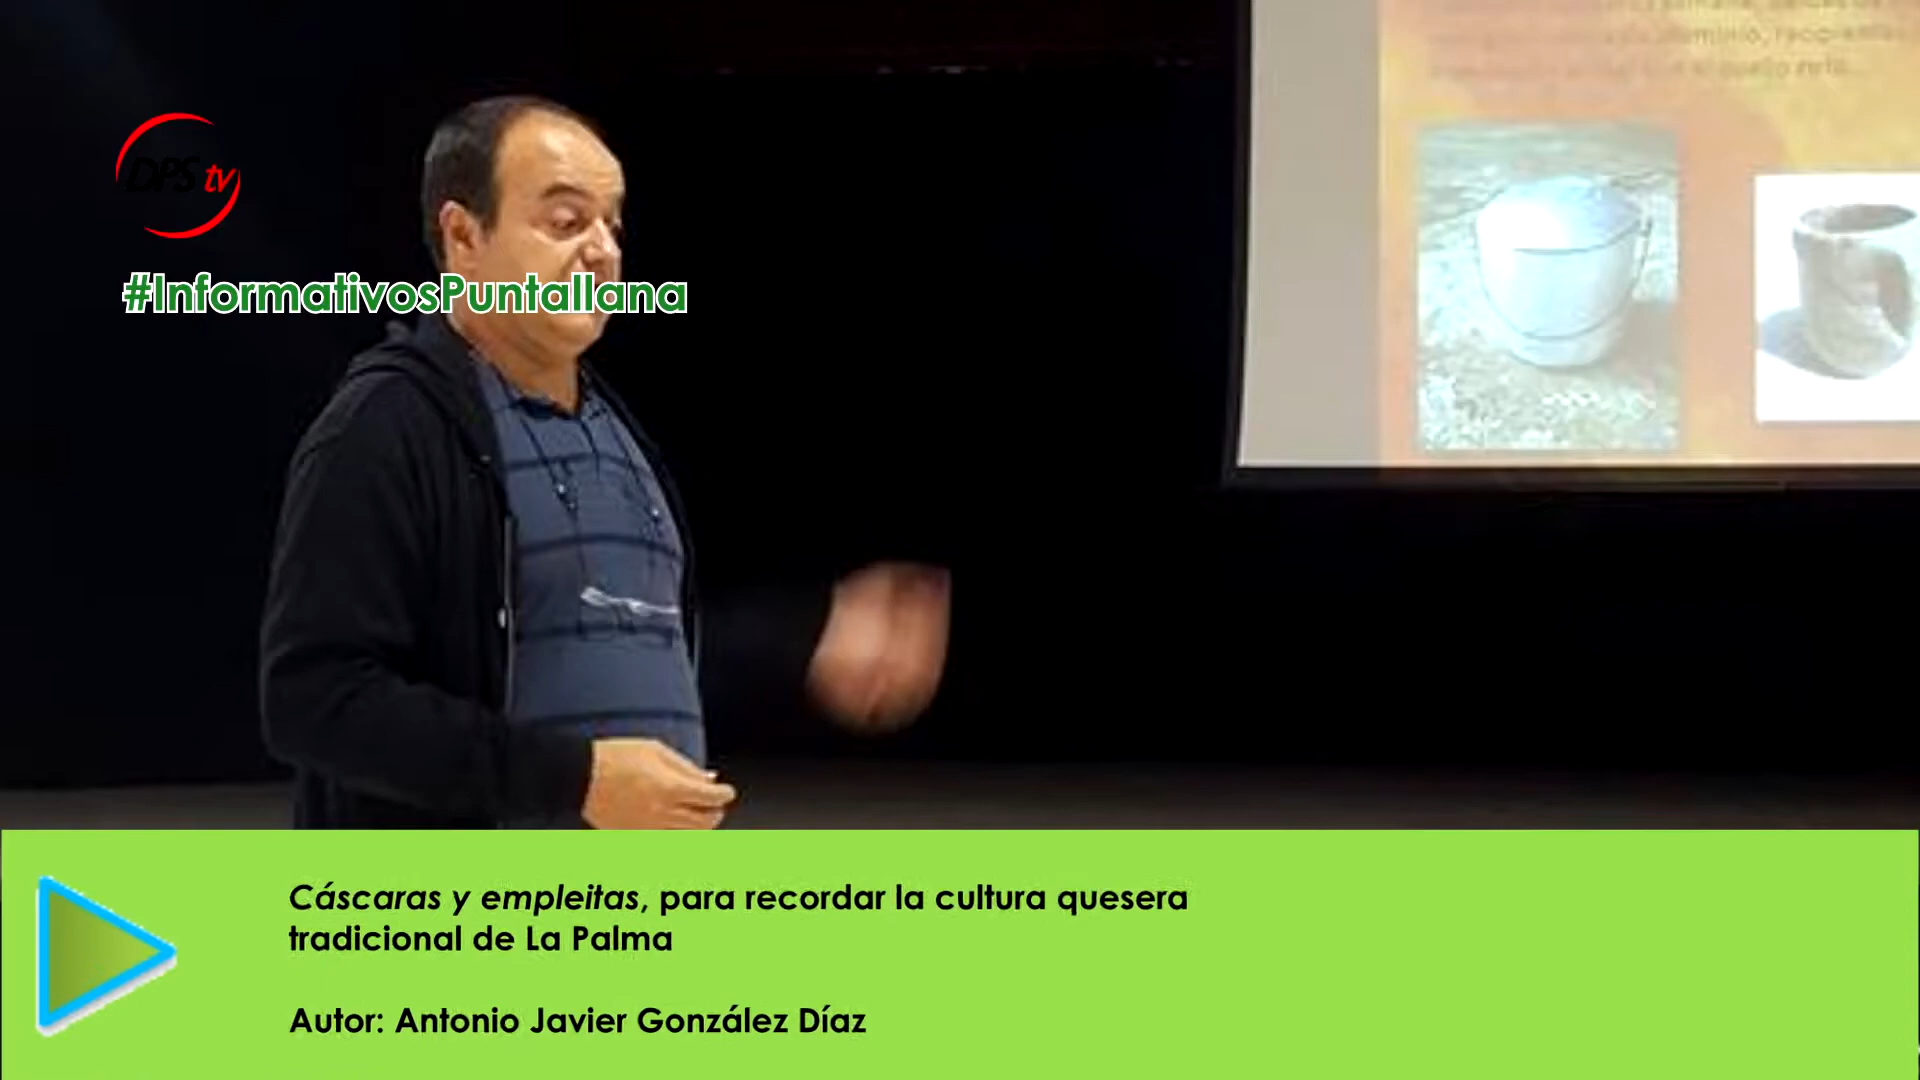 DPS tv
#InformativosPuntallana
Cáscaras y empleitas, para recordar la cultura quesera
tradicional de La Palma
Autor: Antonio Javier González Díaz